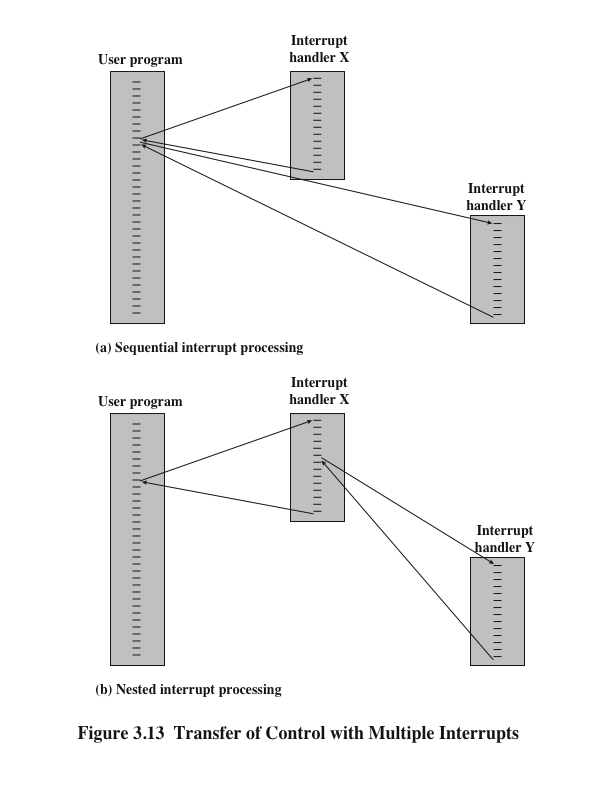 Interrupt
handler X
User program
Interrupt
handler Y
(a) Sequential interrupt processing
Interrupt
handler X
User program
Interrupt
handler Y
(b) Nested interrupt processing
Figure 3.13 Transfer of Control with Multiple Interrupts